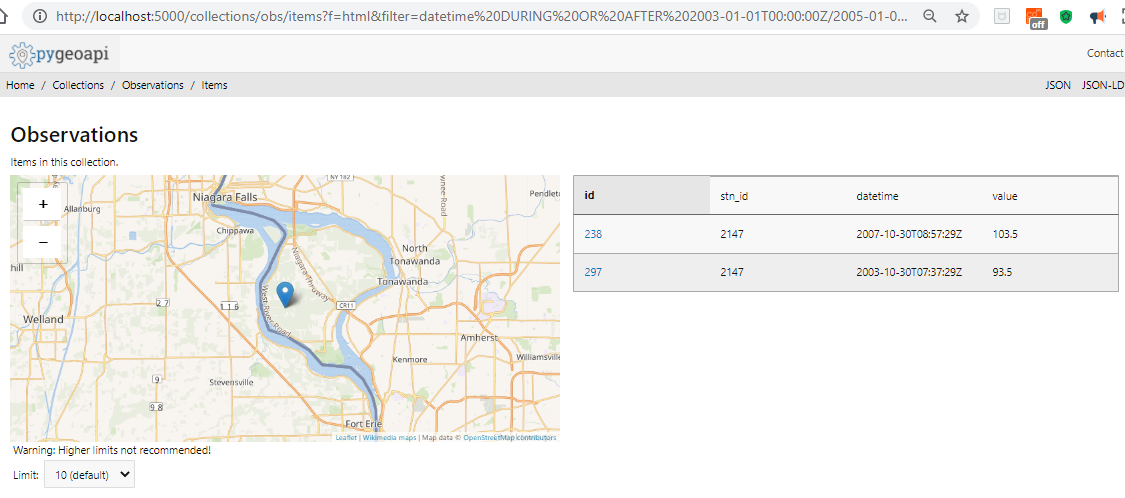 http://localhost:5000/collections/obs/items?f=html&filter=datetime%20DURING%20OR%20AFTER%202003-01-01T00:00:00Z/2005-01-0...
off
pygeoapi
Contact
Home / Collections / Observations / Items
JSON JSON-LD
Observations
Items in this collection.
+
−
NY 182
Niagara Falls
Allanburg
Chippawa
North
Tonawanda
Tonawanda
Niagara Thruway
West River Road
CR11
2,7
1,1 6
Welland
Amherst
Kenmore
Williamsville
Stevensville
9
9,8
Fort Erie
Leaflet | Wikimedia maps | Map data © OpenStreetMap contributors
id stn_id datetime value
238 2147 2007-10-30T08:57:29Z 103.5
297 2147 2003-10-30T07:37:29Z 93.5
Warning: Higher limits not recommended!
Limit: 10 (default)